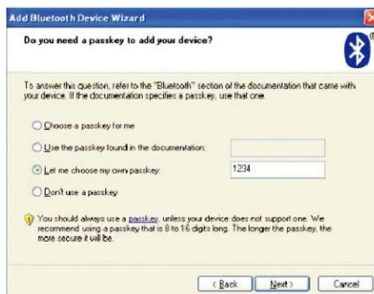 Add Bluetooth Device Wizard
Do you need a passkey to add your device?
To answer this question, refer to the "Bluetooth" section of the documentation that came with
your device. If the documentation specifies a passkey, use that one.
Choose a passkey for me
Use the passkey found in the documentation:
Let me choose my own passkey: 1234
Don't use a passkey
You should always use a passkey, unless your device does not support one. We
recommend using a passkey that is 8 to 16 digits long. The longer the passkey, the
more secure it will be.
< Back Next > Cancel